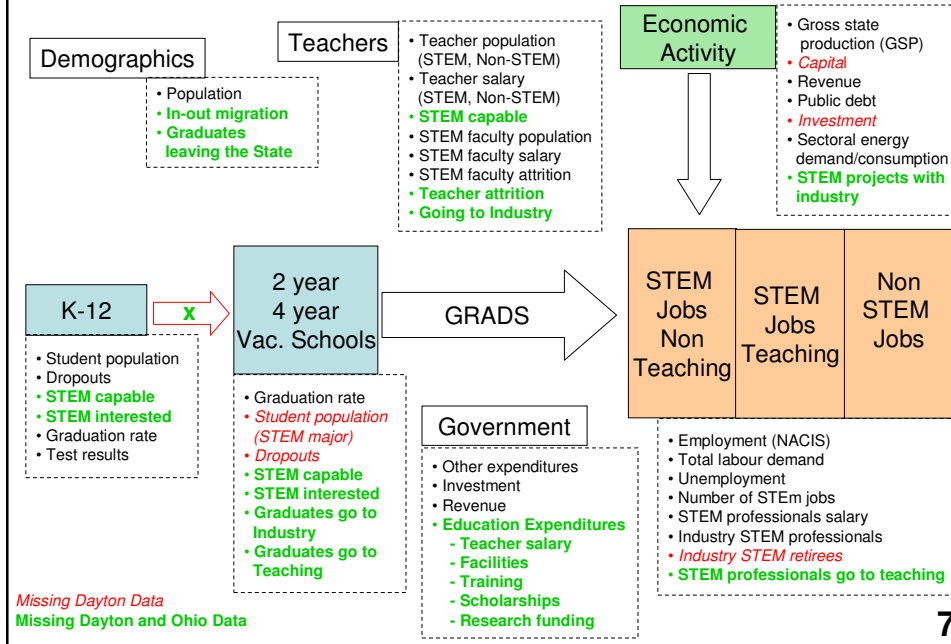 Demographics
• Population
• In-out migration
• Graduates
leaving the State
Teachers
• Teacher population
(STEM, Non-STEM)
• Teacher salary
(STEM, Non-STEM)
• STEM capable
• STEM faculty population
• STEM faculty salary
• STEM faculty attrition
• Teacher attrition
• Going to Industry
Economic
Activity
• Gross state
production (GSP)
• Capital
• Revenue
• Public debt
• Investment
• Sectoral energy
demand/consumption
• STEM projects with
industry
K-12
x
2 year
4 year
Vac. Schools
GRADS
STEM
Jobs
Non
Teaching
STEM
Jobs
Teaching
Non
STEM
Jobs
• Student population
• Dropouts
• STEM capable
• STEM interested
• Graduation rate
• Test results
• Graduation rate
• Student population
(STEM major)
• Dropouts
• STEM capable
• STEM interested
• Graduates go to
Industry
• Graduates go to
Teaching
Government
• Other expenditures
• Investment
• Revenue
• Education Expenditures
- Teacher salary
- Facilities
- Training
- Scholarships
- Research funding
• Employment (NACIS)
• Total labour demand
• Unemployment
• Number of STEm jobs
• STEM professionals salary
• Industry STEM professionals
• Industry STEM retirees
• STEM professionals go to teaching
Missing Dayton Data
Missing Dayton and Ohio Data
7